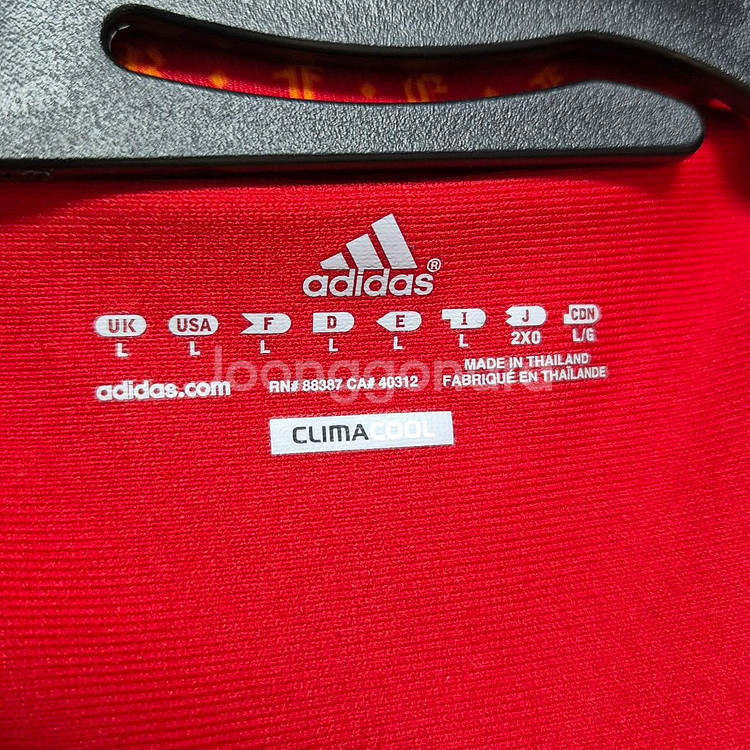 adidas®
UK USA F D E I J CDN
L L L L L L 2XO L/G
adidas.com RN# 88387 CA# 40312
MADE IN THAILAND
FABRIQUÉ EN THAÏLANDE
joonggonara
CLIMACOOL